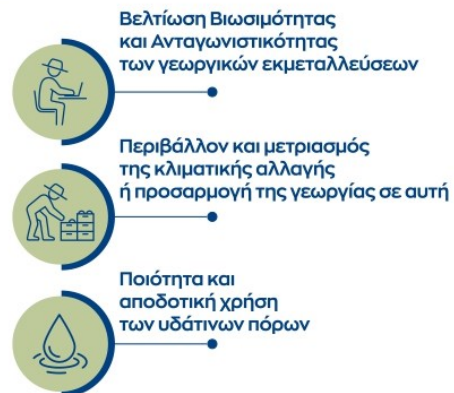 Βελτίωση Βιωσιμότητας
και Ανταγωνιστικότητας
των γεωργικών εκμεταλλεύσεων
Περιβάλλον και μετριασμός
της κλιματικής αλλαγής
ή προσαρμογή της γεωργίας σε αυτή
Ποιότητα και
αποδοτική χρήση
των υδάτινων πόρων